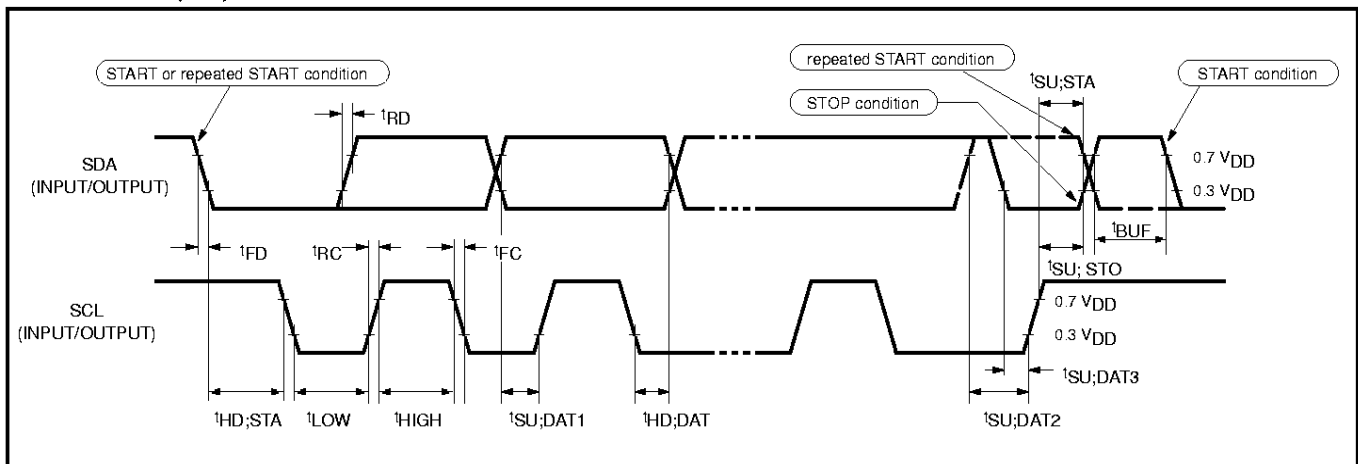 START or repeated START condition
repeated START condition
tSU;STA
START condition
STOP condition
tRD
SDA
(INPUT/OUTPUT)
0.7 VDD
0.3 VDD
tFD
tRC
tFC
tBUF
tSU; STO
SCL
(INPUT/OUTPUT)
0.7 VDD
0.3 VDD
tSU;DAT3
tHD;STA
tLOW
tHIGH
tSU;DAT1
tHD;DAT
tSU;DAT2